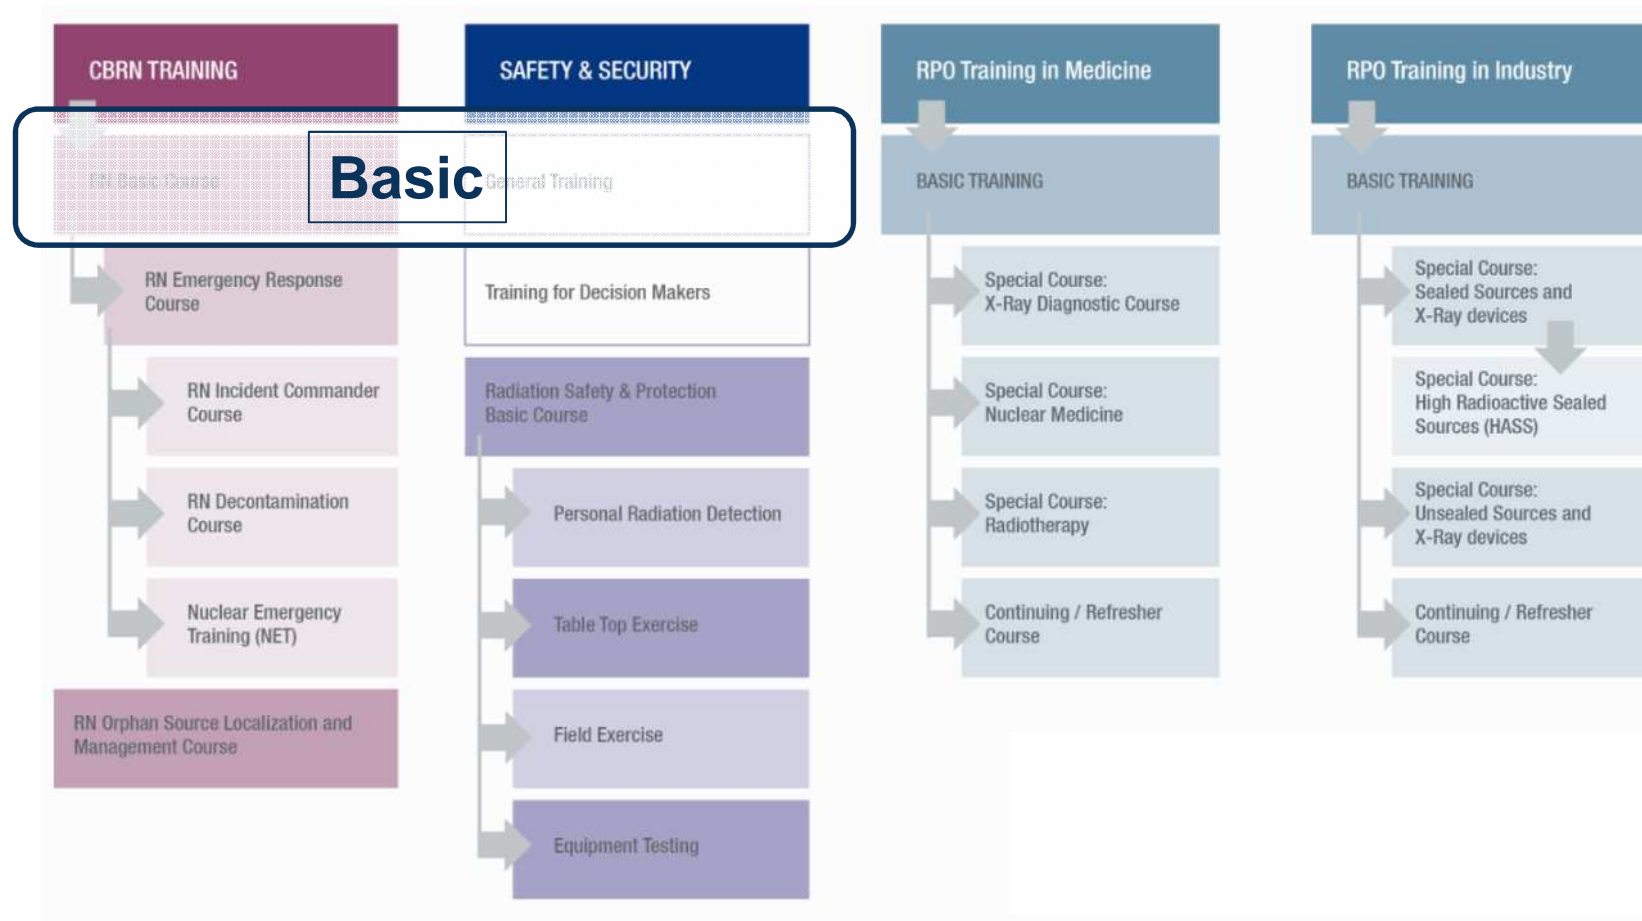 CBRN TRAINING
RN Basic Course
RN Emergency Response
Course
RN Incident Commander
Course
RN Decontamination
Course
Nuclear Emergency
Training (NET)
RN Orphan Source Localization and
Management Course
Basic
SAFETY & SECURITY
General Training
Training for Decision Makers
Radiation Safety & Protection
Basic Course
Personal Radiation Detection
Table Top Exercise
Field Exercise
Equipment Testing
RPO Training in Medicine
BASIC TRAINING
Special Course:
X-Ray Diagnostic Course
Special Course:
Nuclear Medicine
Special Course:
Radiotherapy
Continuing / Refresher
Course
RPO Training in Industry
BASIC TRAINING
Special Course:
Sealed Sources and
X-Ray devices
Special Course:
High Radioactive Sealed
Sources (HASS)
Special Course:
Unsealed Sources and
X-Ray devices
Continuing / Refresher
Course